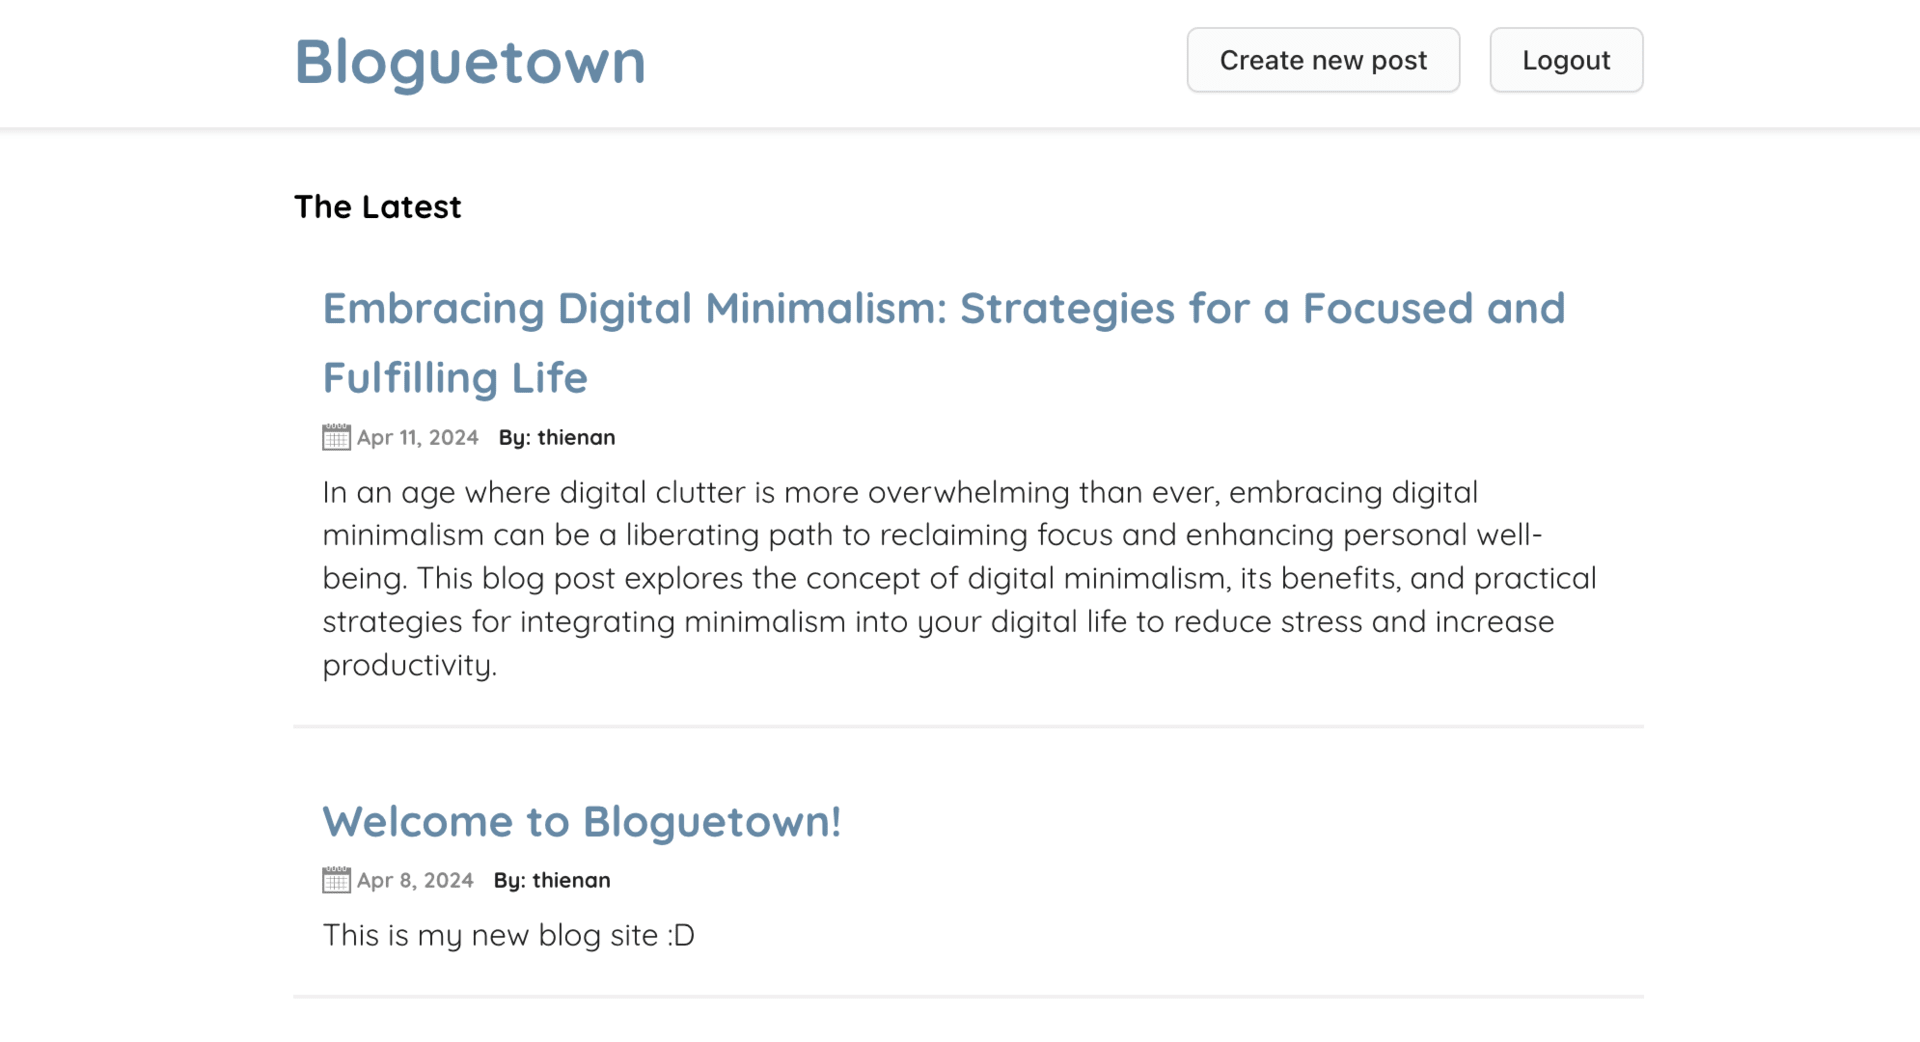 Bloguetown
Create new post
Logout
The Latest
Embracing Digital Minimalism: Strategies for a Focused and
Fulfilling Life
Apr 11, 2024 By: thienan
In an age where digital clutter is more overwhelming than ever, embracing digital
minimalism can be a liberating path to reclaiming focus and enhancing personal well-
being. This blog post explores the concept of digital minimalism, its benefits, and practical
strategies for integrating minimalism into your digital life to reduce stress and increase
productivity.
Welcome to Bloguetown!
Apr 8, 2024 By: thienan
This is my new blog site :D